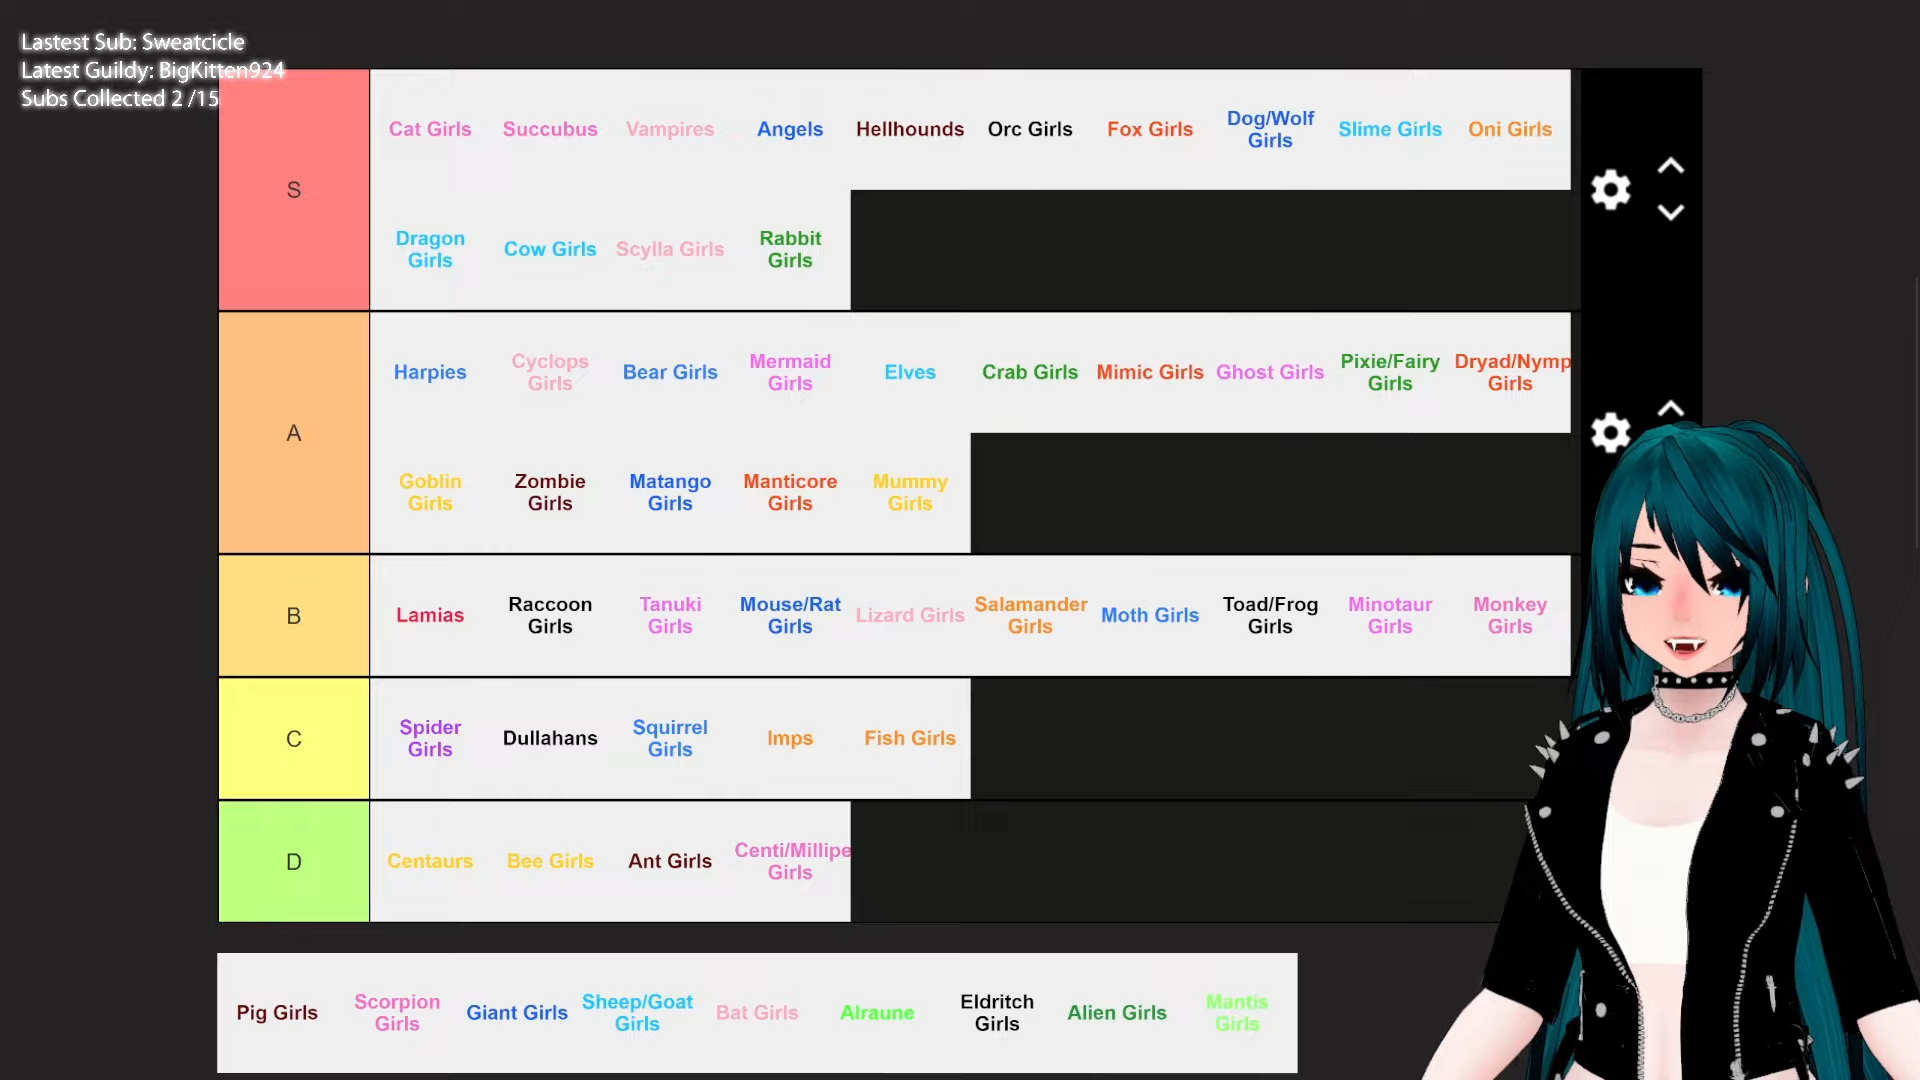 Lastest Sub: Sweatcicle
Latest Guildy: BigKitten924
Subs Collected 2 /15
S
Cat Girls
Succubus
Vampires
Angels
Hellhounds
Orc Girls
Fox Girls
Dog/Wolf
Girls
Slime Girls
Oni Girls
Dragon
Girls
Cow Girls
Scylla Girls
Rabbit
Girls
A
Harpies
Cyclops
Girls
Bear Girls
Mermaid
Girls
Elves
Crab Girls
Mimic Girls
Ghost Girls
Pixie/Fairy
Girls
Dryad/Nymp
Girls
Goblin
Girls
Zombie
Girls
Matango
Girls
Manticore
Girls
Mummy
Girls
B
Lamias
Raccoon
Girls
Tanuki
Girls
Mouse/Rat
Girls
Lizard Girls
Salamander
Girls
Moth Girls
Toad/Frog
Girls
Minotaur
Girls
Monkey
Girls
C
Spider
Girls
Dullahans
Squirrel
Girls
Imps
Fish Girls
D
Centaurs
Bee Girls
Ant Girls
Centi/Millipe
Girls
Pig Girls
Scorpion
Girls
Giant Girls
Sheep/Goat
Girls
Bat Girls
Alraune
Eldritch
Girls
Alien Girls
Mantis
Girls